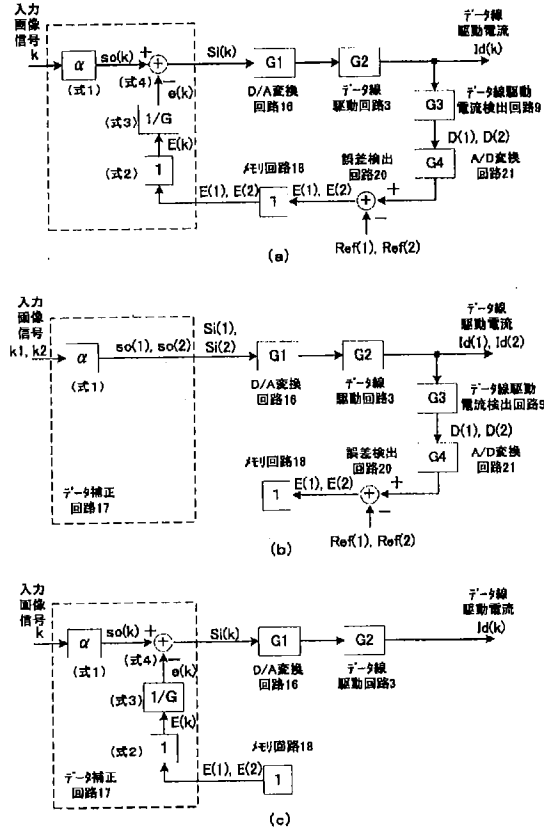 入力
画像
信号
k
α
(式1)
so(k)
+
(式4)
−
e(k)
(式3)
1/G
E(k)
(式2)
1
Si(k)
G1
D/A変換
回路16
G2
データ線
駆動回路3
データ線
駆動電流
Id(k)
G3
データ線駆動
電流検出回路9
D(1), D(2)
G4
A/D変換
回路21
+
誤差検出
回路20
−
Ref(1), Ref(2)
E(1), E(2)
メモリ回路18
1
E(1), E(2)
(a)
入力
画像
信号
k1, k2
α
(式1)
so(1), so(2)
Si(1),
Si(2)
G1
D/A変換
回路16
G2
データ線
駆動回路3
データ線
駆動電流
Id(1), Id(2)
G3
データ線駆動
電流検出回路9
D(1), D(2)
G4
A/D変換
回路21
+
誤差検出
回路20
−
Ref(1), Ref(2)
E(1), E(2)
メモリ回路18
1
データ補正
回路17
(b)
入力
画像
信号
k
α
(式1)
so(k)
+
(式4)
−
e(k)
(式3)
1/G
E(k)
(式2)
1
Si(k)
G1
D/A変換
回路16
G2
データ線
駆動回路3
データ線
駆動電流
Id(k)
メモリ回路18
E(1), E(2)
1
データ補正
回路17
(c)